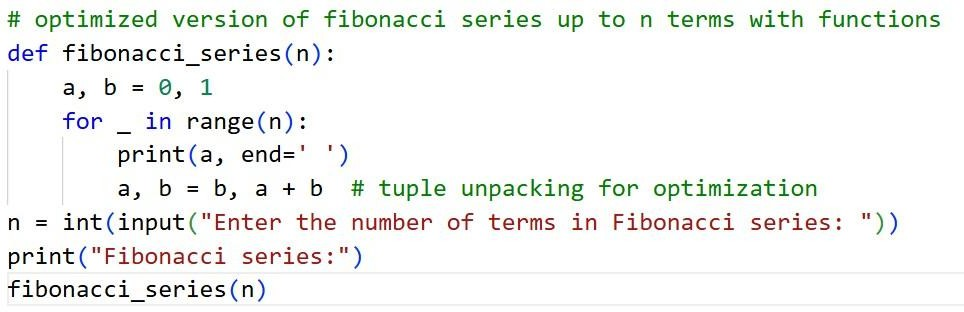 # optimized version of fibonacci series up to n terms with functions
def fibonacci_series(n):
    a, b = 0, 1
    for _ in range(n):
        print(a, end=' ')
        a, b = b, a + b  # tuple unpacking for optimization
n = int(input("Enter the number of terms in Fibonacci series: "))
print("Fibonacci series:")
fibonacci_series(n)